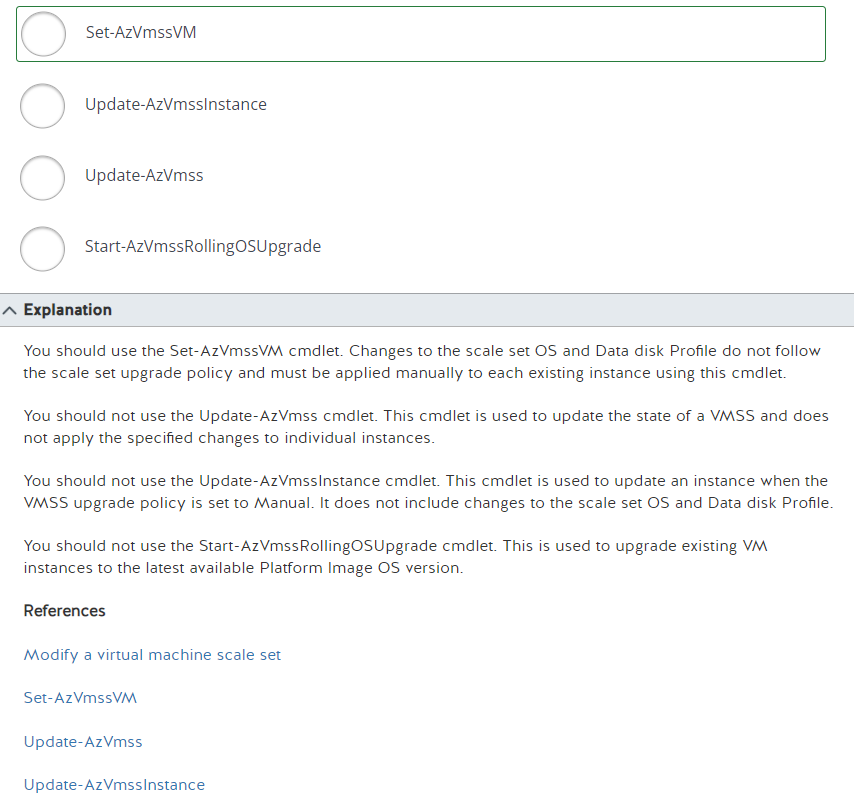 Set-AzVmssVM
Update-AzVmssInstance
Update-AzVmss
Start-AzVmssRollingOSUpgrade
Explanation
You should use the Set-AzVmssVM cmdlet. Changes to the scale set OS and Data disk Profile do not follow
the scale set upgrade policy and must be applied manually to each existing instance using this cmdlet.
You should not use the Update-AzVmss cmdlet. This cmdlet is used to update the state of a VMSS and does
not apply the specified changes to individual instances.
You should not use the Update-AzVmssInstance cmdlet. This cmdlet is used to update an instance when the
VMSS upgrade policy is set to Manual. It does not include changes to the scale set OS and Data disk Profile.
You should not use the Start-AzVmssRollingOSUpgrade cmdlet. This is used to upgrade existing VM
instances to the latest available Platform Image OS version.
References
Modify a virtual machine scale set
Set-AzVmssVM
Update-AzVmss
Update-AzVmssInstance